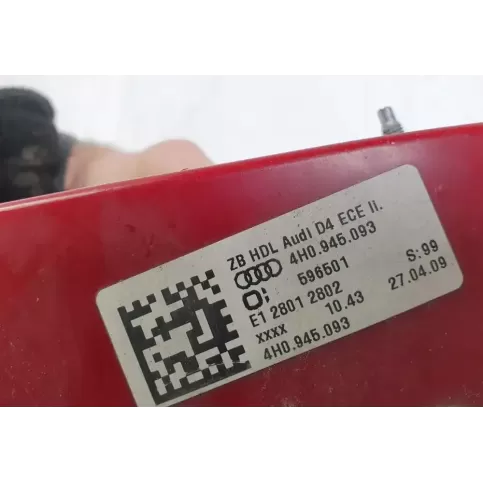 ZB HDL Audi D4 ECE II.
4H0.945.093
596501
S:99
E1 2801 2802
xxxx 10.43 27.04.09
4H0.945.093